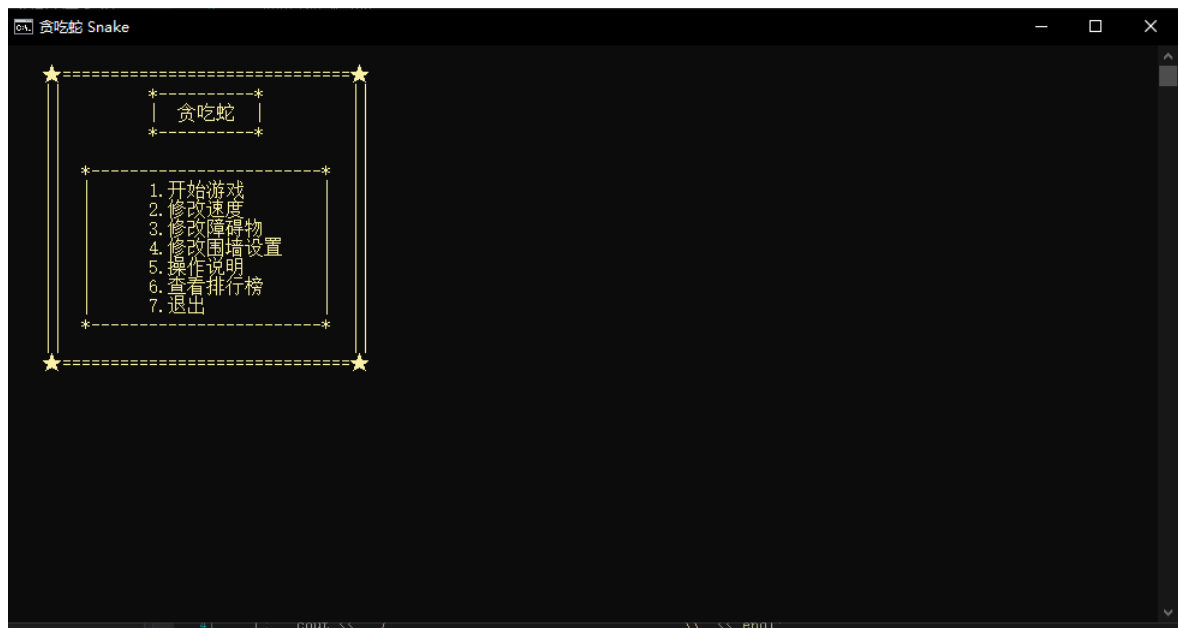 贪吃蛇 Snake
★==============================★
*-----------*
| 贪吃蛇 |
*-----------*
*------------------------*
1.开始游戏
2.修改速度
3.修改障碍物
4.修改围墙设置
5.操作说明
6.查看排行榜
7.退出
*------------------------*
★==============================★